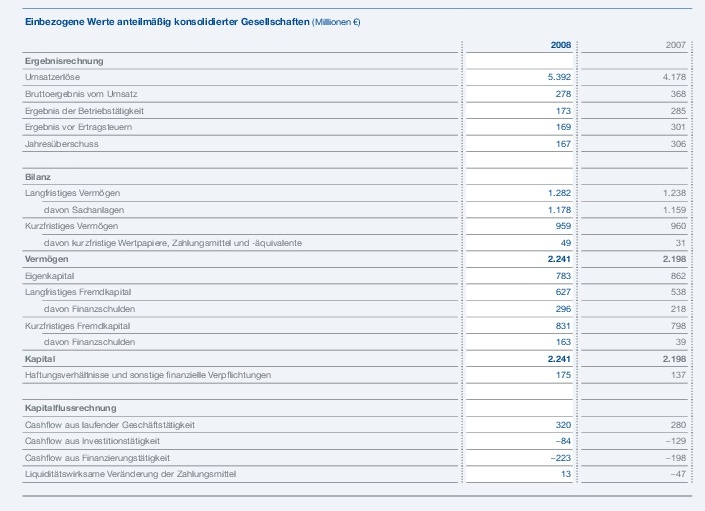 Einbezogene Werte anteilmäßig konsolidierter Gesellschaften (Millionen €)
2008 2007
Ergebnisrechnung
Umsatzerlöse 5.392 4.178
Bruttoergebnis vom Umsatz 278 368
Ergebnis der Betriebstätigkeit 173 285
Ergebnis vor Ertragsteuern 169 301
Jahresüberschuss 167 306
Bilanz
Langfristiges Vermögen 1.282 1.238
davon Sachanlagen 1.178 1.159
Kurzfristiges Vermögen 959 960
davon kurzfristige Wertpapiere, Zahlungsmittel und -äquivalente 49 31
Vermögen 2.241 2.198
Eigenkapital 783 862
Langfristiges Fremdkapital 627 538
davon Finanzschulden 296 218
Kurzfristiges Fremdkapital 831 798
davon Finanzschulden 163 39
Kapital 2.241 2.198
Haftungsverhältnisse und sonstige finanzielle Verpflichtungen 175 137
Kapitalflussrechnung
Cashflow aus laufender Geschäftstätigkeit 320 280
Cashflow aus Investitionstätigkeit –84 –129
Cashflow aus Finanzierungstätigkeit –223 –198
Liquiditätswirksame Veränderung der Zahlungsmittel 13 –47